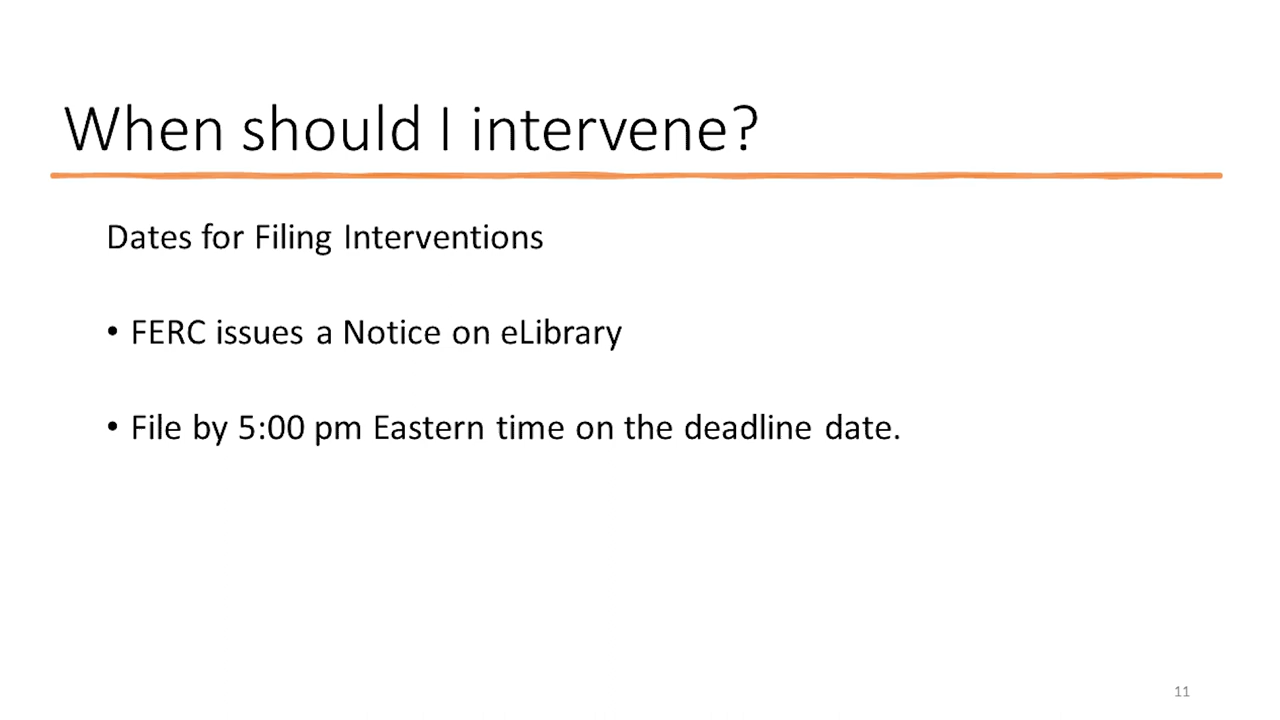 When should I intervene?
Dates for Filing Interventions
• FERC issues a Notice on eLibrary
• File by 5:00 pm Eastern time on the deadline date.
11